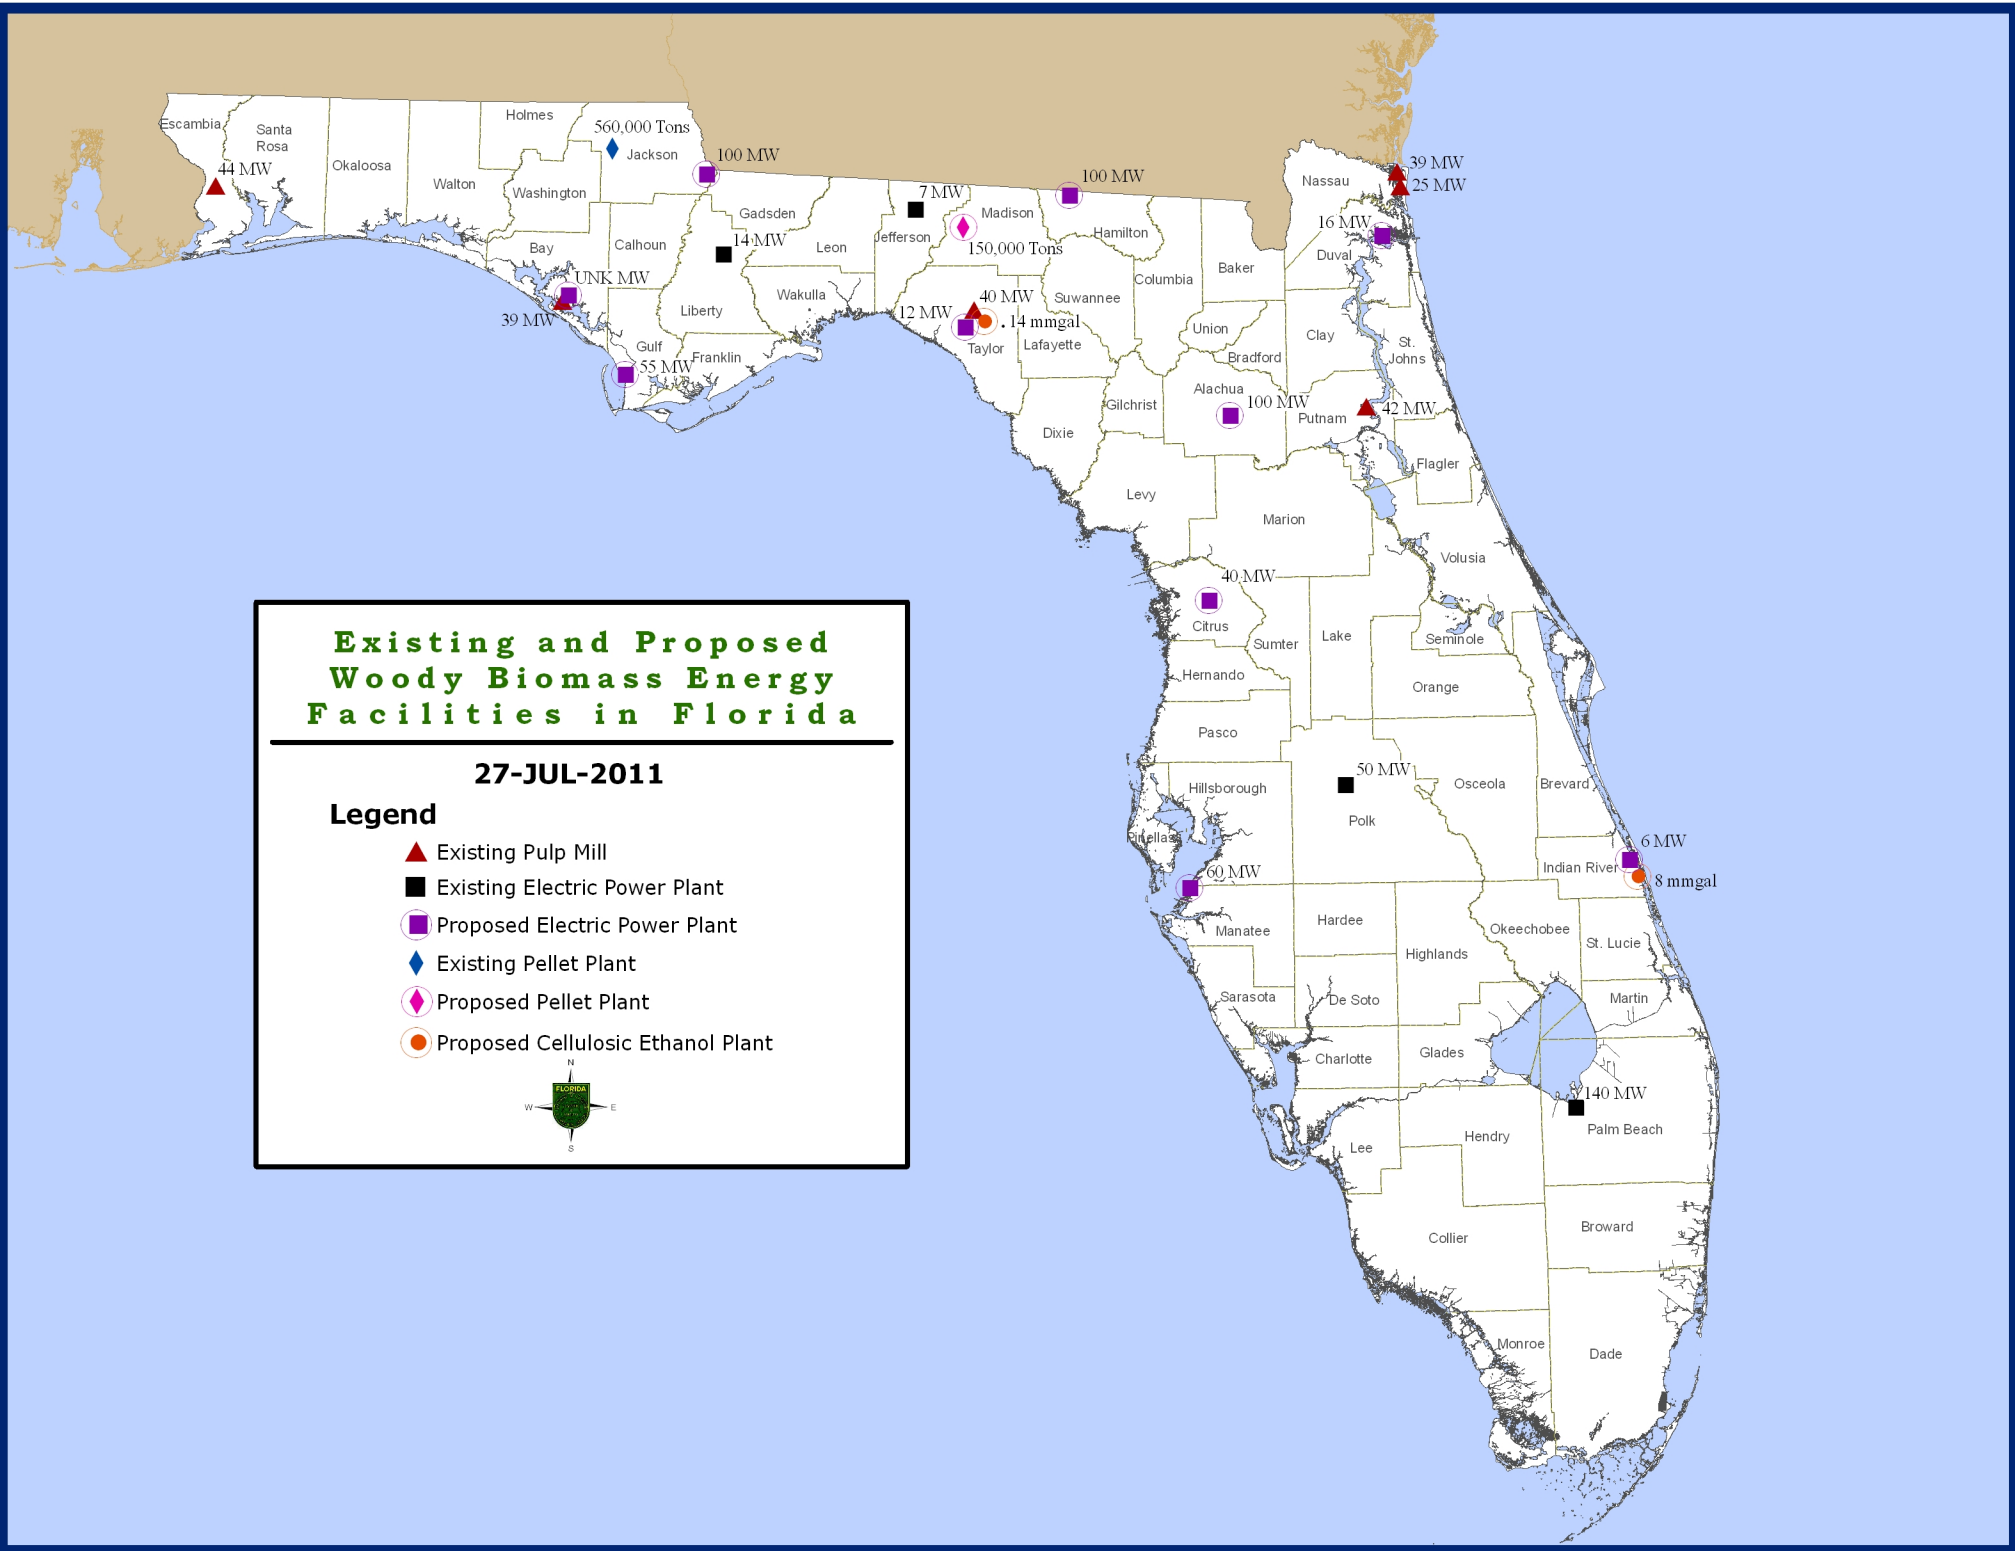 Escambia
Santa
Rosa
44 MW
Okaloosa
Walton
Holmes
Washington
560,000 Tons
Jackson
100 MW
Bay
Calhoun
UNK MW
39 MW
Gadsden
14 MW
Liberty
Gulf
Franklin
55 MW
Leon
Wakulla
7 MW
Jefferson
Madison
150,000 Tons
100 MW
Hamilton
40 MW
12 MW
.14 mmgal
Taylor
Lafayette
Suwannee
Columbia
Baker
Nassau
39 MW
25 MW
16 MW
Duval
Union
Bradford
Clay
St.
Johns
Alachua
100 MW
Putnam
42 MW
Gilchrist
Dixie
Levy
Flagler
Marion
Volusia
40 MW
Citrus
Sumter
Lake
Seminole
Hernando
Orange
Pasco
50 MW
Polk
Osceola
Brevard
Hillsborough
Pinellas
60 MW
6 MW
Indian River
8 mmgal
Manatee
Hardee
Highlands
Okeechobee
St. Lucie
Sarasota
De Soto
Martin
Charlotte
Glades
140 MW
Palm Beach
Lee
Hendry
Collier
Broward
Monroe
Dade
Existing and Proposed
Woody Biomass Energy
Facilities in Florida
27-JUL-2011
Legend
Existing Pulp Mill
Existing Electric Power Plant
Proposed Electric Power Plant
Existing Pellet Plant
Proposed Pellet Plant
Proposed Cellulosic Ethanol Plant
N
FLORIDA
W
E
S